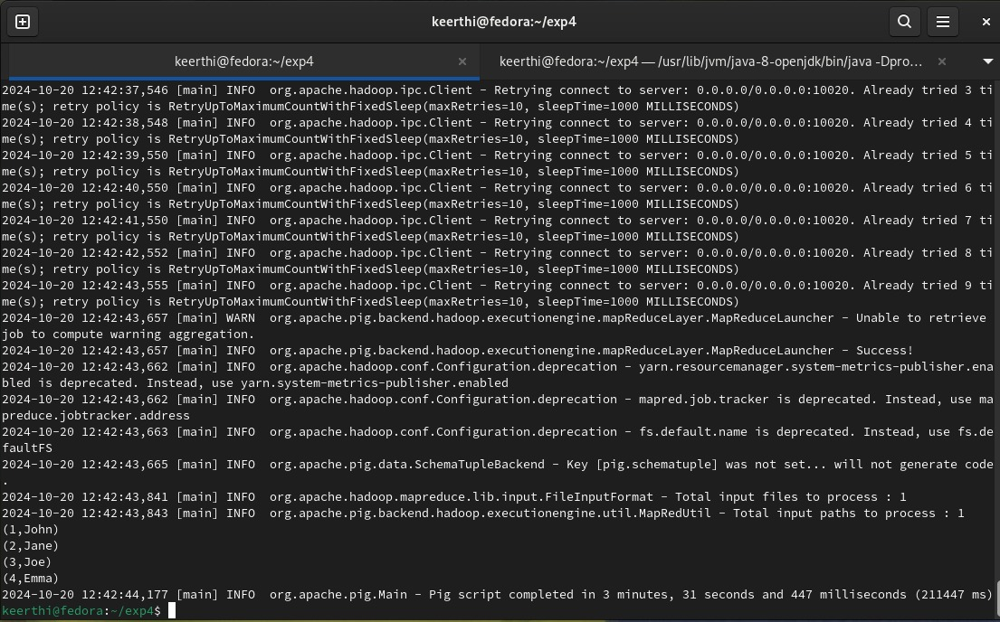 keerthi@fedora:~/exp4
keerthi@fedora:~/exp4
keerthi@fedora:~/exp4 — /usr/lib/jvm/java-8-openjdk/bin/java -Dpro...
2024-10-20 12:42:37,546 [main] INFO  org.apache.hadoop.ipc.Client - Retrying connect to server: 0.0.0.0/0.0.0.0:10020. Already tried 3 ti
me(s); retry policy is RetryUpToMaximumCountWithFixedSleep(maxRetries=10, sleepTime=1000 MILLISECONDS)
2024-10-20 12:42:38,548 [main] INFO  org.apache.hadoop.ipc.Client - Retrying connect to server: 0.0.0.0/0.0.0.0:10020. Already tried 4 ti
me(s); retry policy is RetryUpToMaximumCountWithFixedSleep(maxRetries=10, sleepTime=1000 MILLISECONDS)
2024-10-20 12:42:39,550 [main] INFO  org.apache.hadoop.ipc.Client - Retrying connect to server: 0.0.0.0/0.0.0.0:10020. Already tried 5 ti
me(s); retry policy is RetryUpToMaximumCountWithFixedSleep(maxRetries=10, sleepTime=1000 MILLISECONDS)
2024-10-20 12:42:40,550 [main] INFO  org.apache.hadoop.ipc.Client - Retrying connect to server: 0.0.0.0/0.0.0.0:10020. Already tried 6 ti
me(s); retry policy is RetryUpToMaximumCountWithFixedSleep(maxRetries=10, sleepTime=1000 MILLISECONDS)
2024-10-20 12:42:41,550 [main] INFO  org.apache.hadoop.ipc.Client - Retrying connect to server: 0.0.0.0/0.0.0.0:10020. Already tried 7 ti
me(s); retry policy is RetryUpToMaximumCountWithFixedSleep(maxRetries=10, sleepTime=1000 MILLISECONDS)
2024-10-20 12:42:42,552 [main] INFO  org.apache.hadoop.ipc.Client - Retrying connect to server: 0.0.0.0/0.0.0.0:10020. Already tried 8 ti
me(s); retry policy is RetryUpToMaximumCountWithFixedSleep(maxRetries=10, sleepTime=1000 MILLISECONDS)
2024-10-20 12:42:43,555 [main] INFO  org.apache.hadoop.ipc.Client - Retrying connect to server: 0.0.0.0/0.0.0.0:10020. Already tried 9 ti
me(s); retry policy is RetryUpToMaximumCountWithFixedSleep(maxRetries=10, sleepTime=1000 MILLISECONDS)
2024-10-20 12:42:43,657 [main] WARN  org.apache.pig.backend.hadoop.executionengine.mapReduceLayer.MapReduceLauncher - Unable to retrieve
job to compute warning aggregation.
2024-10-20 12:42:43,657 [main] INFO  org.apache.pig.backend.hadoop.executionengine.mapReduceLayer.MapReduceLauncher - Success!
2024-10-20 12:42:43,662 [main] INFO  org.apache.hadoop.conf.Configuration.deprecation - yarn.resourcemanager.system-metrics-publisher.ena
bled is deprecated. Instead, use yarn.system-metrics-publisher.enabled
2024-10-20 12:42:43,662 [main] INFO  org.apache.hadoop.conf.Configuration.deprecation - mapred.job.tracker is deprecated. Instead, use ma
preduce.jobtracker.address
2024-10-20 12:42:43,663 [main] INFO  org.apache.hadoop.conf.Configuration.deprecation - fs.default.name is deprecated. Instead, use fs.de
faultFS
2024-10-20 12:42:43,665 [main] INFO  org.apache.pig.data.SchemaTupleBackend - Key [pig.schematuple] was not set... will not generate code
.
2024-10-20 12:42:43,841 [main] INFO  org.apache.hadoop.mapreduce.lib.input.FileInputFormat - Total input files to process : 1
2024-10-20 12:42:43,843 [main] INFO  org.apache.pig.backend.hadoop.executionengine.util.MapRedUtil - Total input paths to process : 1
(1,John)
(2,Jane)
(3,Joe)
(4,Emma)
2024-10-20 12:42:44,177 [main] INFO  org.apache.pig.Main - Pig script completed in 3 minutes, 31 seconds and 447 milliseconds (211447 ms)
keerthi@fedora:~/exp4$